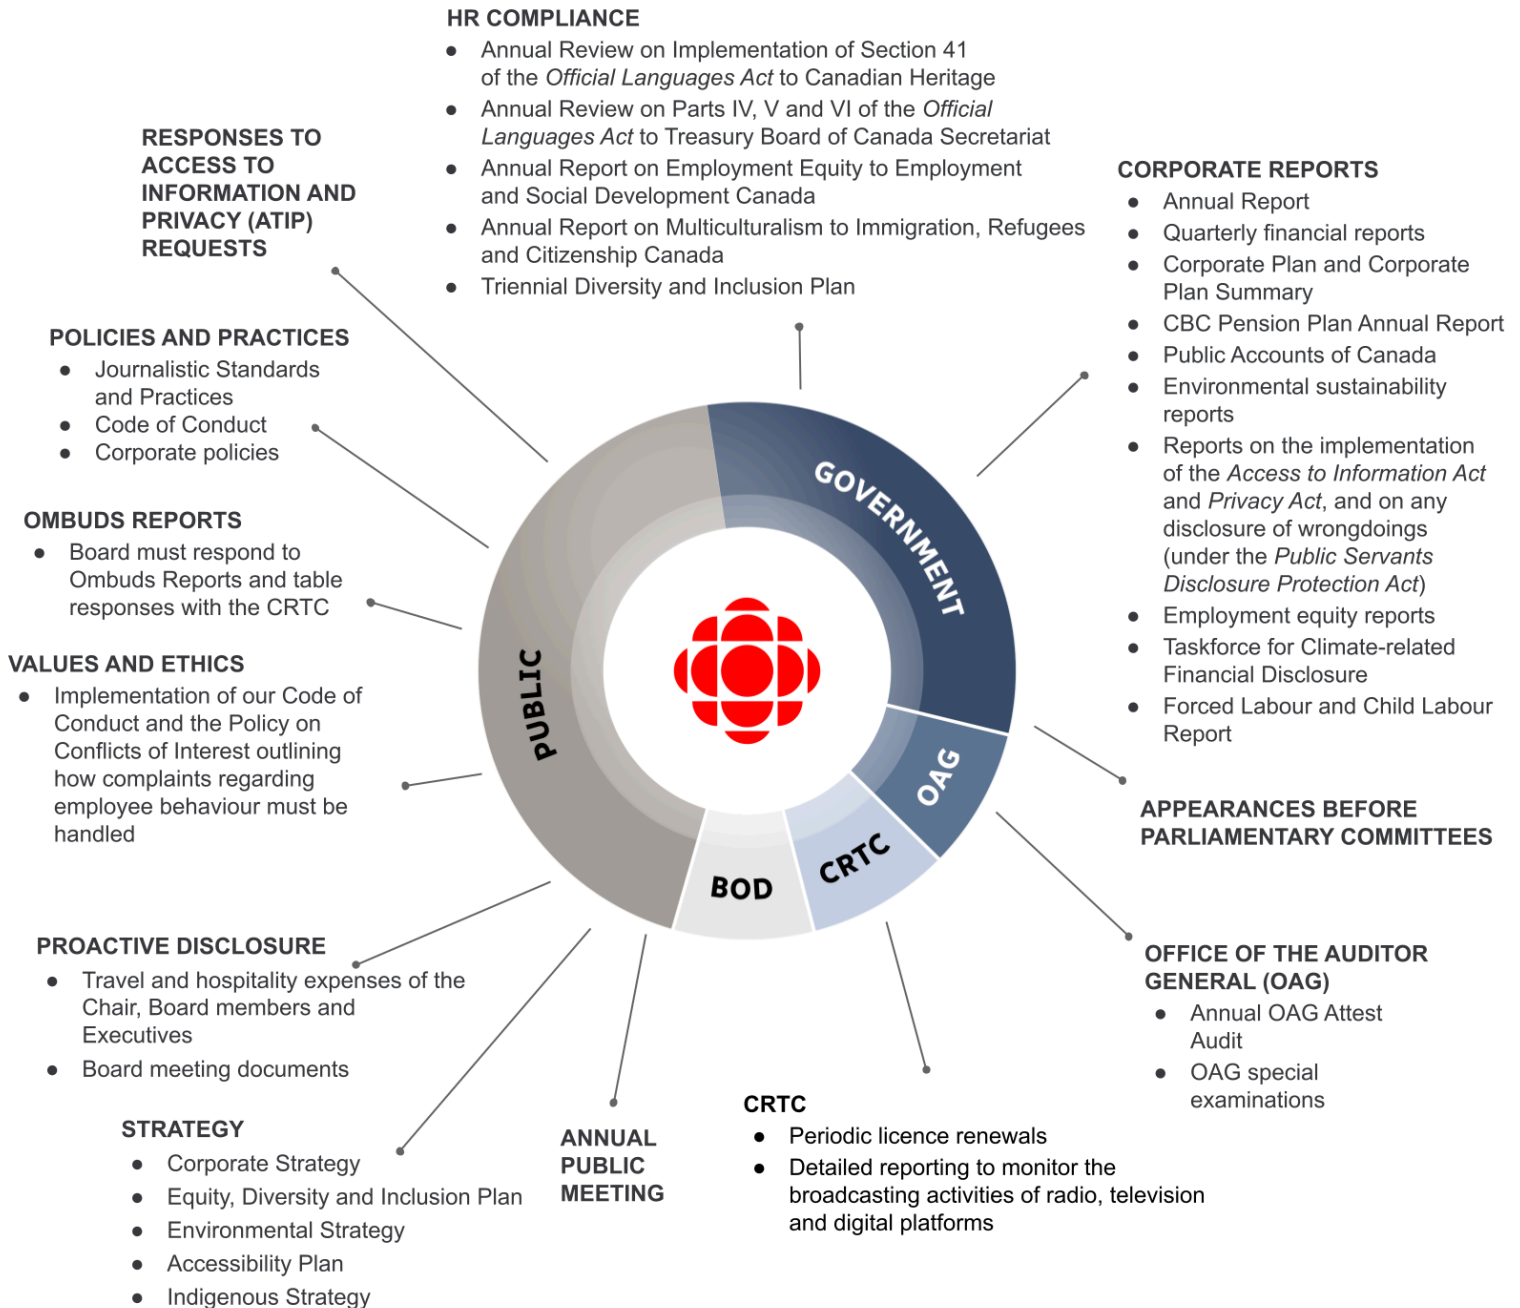 HR COMPLIANCE
● Annual Review on Implementation of Section 41
of the Official Languages Act to Canadian Heritage
● Annual Review on Parts IV, V and VI of the Official
Languages Act to Treasury Board of Canada Secretariat
● Annual Report on Employment Equity to Employment
and Social Development Canada
● Annual Report on Multiculturalism to Immigration, Refugees
and Citizenship Canada
● Triennial Diversity and Inclusion Plan
RESPONSES TO
ACCESS TO
INFORMATION AND
PRIVACY (ATIP)
REQUESTS
CORPORATE REPORTS
● Annual Report
● Quarterly financial reports
● Corporate Plan and Corporate
Plan Summary
● CBC Pension Plan Annual Report
● Public Accounts of Canada
● Environmental sustainability
reports
● Reports on the implementation
of the Access to Information Act
and Privacy Act, and on any
disclosure of wrongdoings
(under the Public Servants
Disclosure Protection Act)
● Employment equity reports
● Taskforce for Climate-related
Financial Disclosure
● Forced Labour and Child Labour
Report
POLICIES AND PRACTICES
● Journalistic Standards
and Practices
● Code of Conduct
● Corporate policies
OMBUDS REPORTS
● Board must respond to
Ombuds Reports and table
responses with the CRTC
VALUES AND ETHICS
● Implementation of our Code of
Conduct and the Policy on
Conflicts of Interest outlining
how complaints regarding
employee behaviour must be
handled
GOVERNMENT
PUBLIC
OAG
CRTC
BOD
APPEARANCES BEFORE
PARLIAMENTARY COMMITTEES
PROACTIVE DISCLOSURE
● Travel and hospitality expenses of the
Chair, Board members and
Executives
● Board meeting documents
OFFICE OF THE AUDITOR
GENERAL (OAG)
● Annual OAG Attest
Audit
● OAG special
examinations
STRATEGY
● Corporate Strategy
● Equity, Diversity and Inclusion Plan
● Environmental Strategy
● Accessibility Plan
● Indigenous Strategy
ANNUAL
PUBLIC
MEETING
CRTC
● Periodic licence renewals
● Detailed reporting to monitor the
broadcasting activities of radio, television
and digital platforms